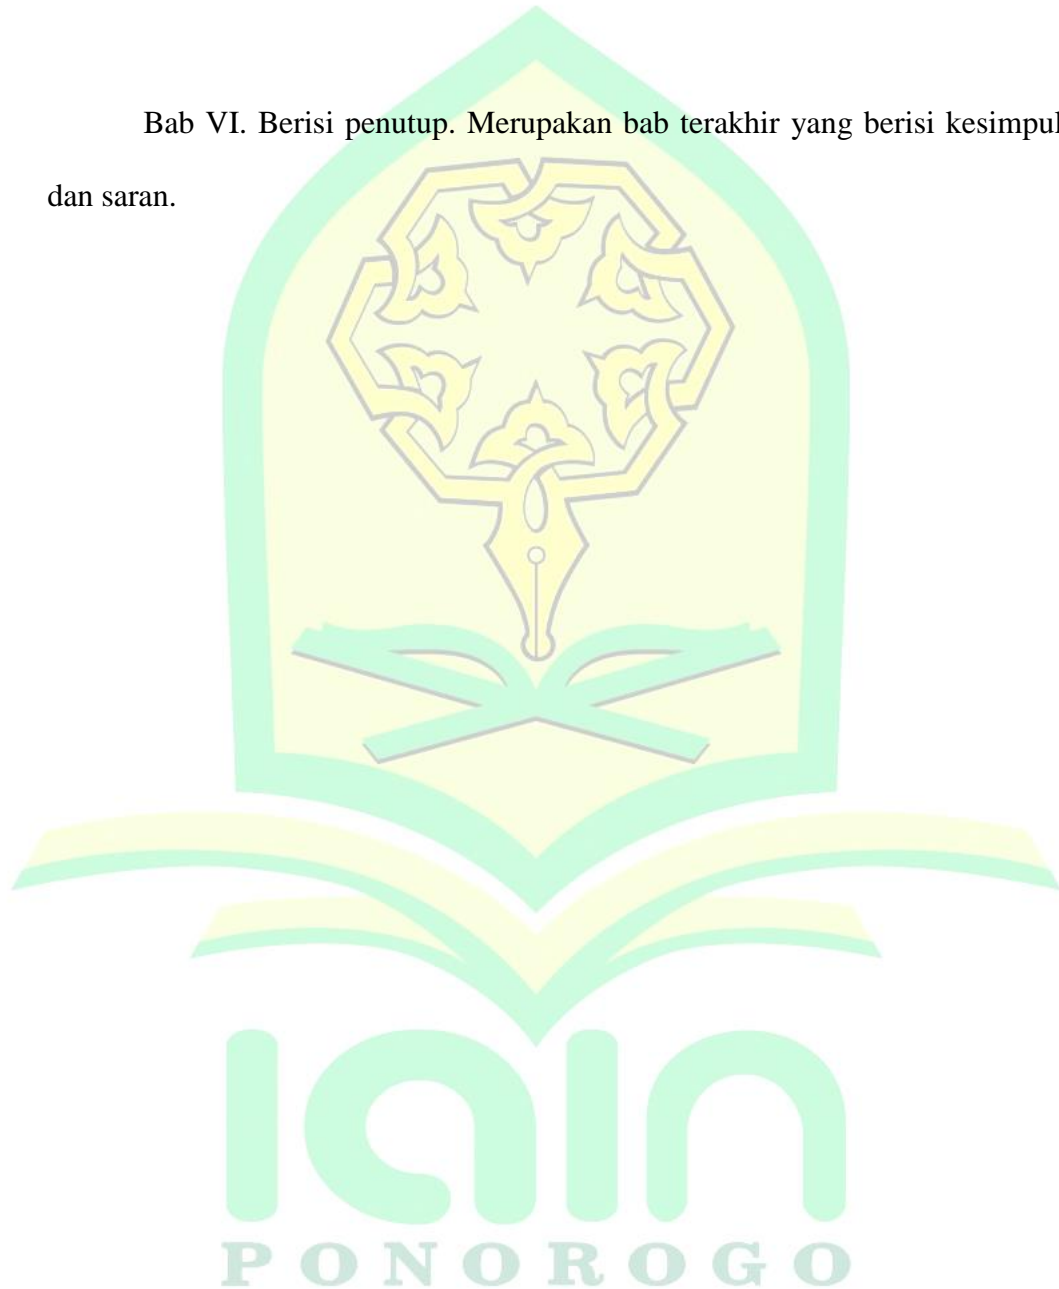 Bab VI. Berisi penutup. Merupakan bab terakhir yang berisi kesimpul
dan saran.
IAIN
PONOROGO